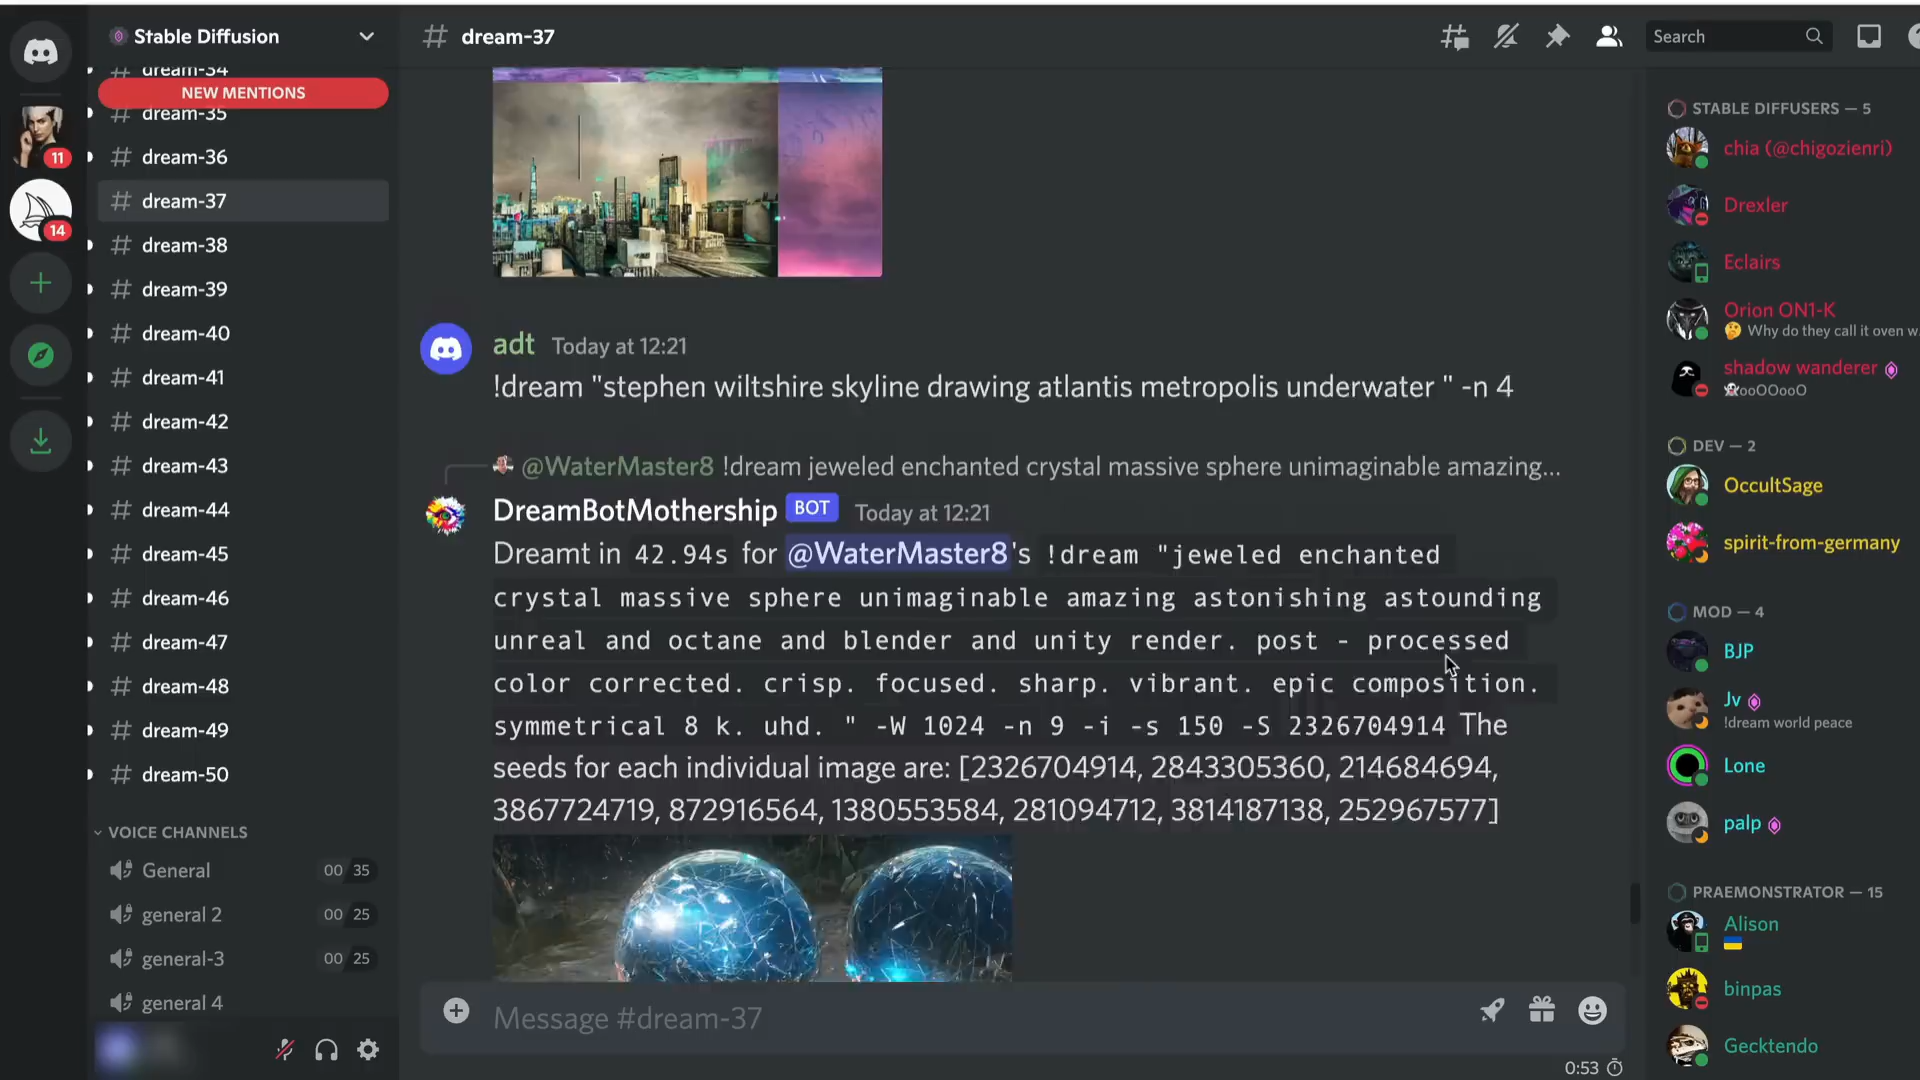 Stable Diffusion
dream-37
Search
dream-34
NEW MENTIONS
dream-35
dream-36
dream-37
dream-38
dream-39
dream-40
dream-41
dream-42
dream-43
dream-44
dream-45
dream-46
dream-47
dream-48
dream-49
dream-50
VOICE CHANNELS
General 00 35
general 2 00 25
general-3 00 25
general 4
11
14
adt Today at 12:21
!dream "stephen wiltshire skyline drawing atlantis metropolis underwater " -n 4
@WaterMaster8 !dream jeweled enchanted crystal massive sphere unimaginable amazing...
DreamBotMothership BOT Today at 12:21
Dreamt in 42.94s for @WaterMaster8's !dream "jeweled enchanted
crystal massive sphere unimaginable amazing astonishing astounding
unreal and octane and blender and unity render. post - processed
color corrected. crisp. focused. sharp. vibrant. epic composition.
symmetrical 8 k. uhd. " -W 1024 -n 9 -i -s 150 -S 2326704914 The
seeds for each individual image are: [2326704914, 2843305360, 214684694,
3867724719, 872916564, 1380553584, 281094712, 3814187138, 252967577]
Message #dream-37
0:53
STABLE DIFFUSERS — 5
chia (@chigozienri)
Drexler
Eclairs
Orion ON1-K
🤔 Why do they call it oven w
shadow wanderer
👻ooOOooO
DEV — 2
OccultSage
spirit-from-germany
MOD — 4
BJP
Jv
!dream world peace
Lone
palp
PRAEMONSTRATOR — 15
Alison
🇺🇦
binpas
Gecktendo